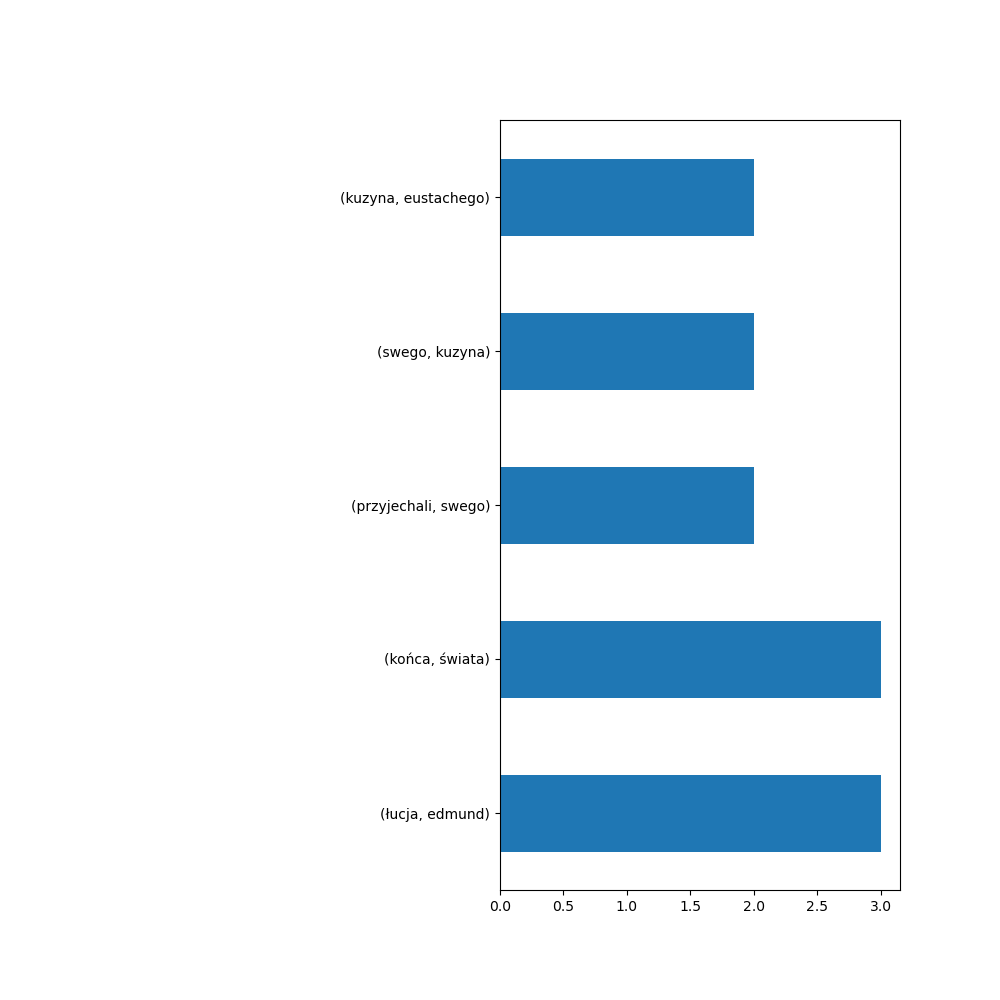 (kuzyna, eustachego)
(swego, kuzyna)
(przyjechali, swego)
(końca, świata)
(łucja, edmund)
0.0 0.5 1.0 1.5 2.0 2.5 3.0